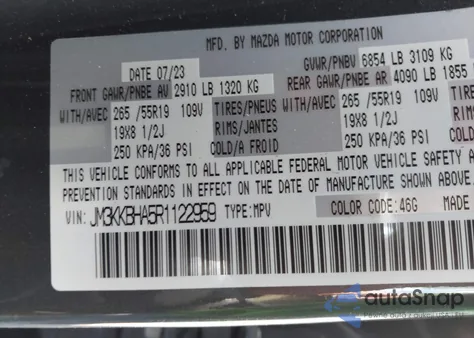 MFD. BY MAZDA MOTOR CORPORATION
DATE 07/23 GVWR/PNBV 6854 LB 3109 KG
FRONT GAWR/PNBE AV 2910 LB 1320 KG REAR GAWR/PNBE AR 4090 LB 1855
WITH/AVEC 265 /55R19 109V TIRES/PNEUS WITH/AVEC 265 /55R19 109V
19X8 1/2J RIMS/JANTES 19X8 1/2J
250 KPA/36 PSI COLD/A FROID 250 KPA/36 PSI
THIS VEHICLE CONFORMS TO ALL APPLICABLE FEDERAL MOTOR VEHICLE SAFETY A
PREVENTION STANDARDS IN EFFECT ON THE DATE OF MANUFACTURE SHOWN ABOVE.
VIN: JM3KKBHA5R1122959 TYPE:MPV COLOR CODE:46G MADE
autoSnap